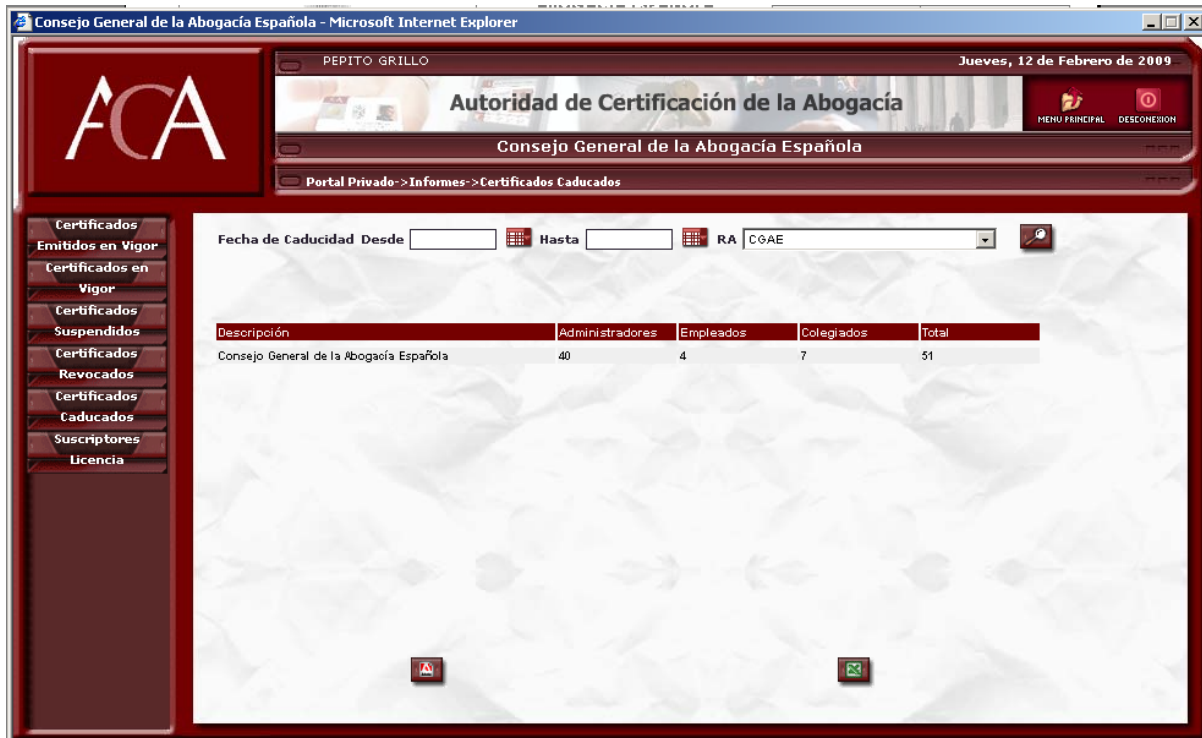 Consejo General de la Abogacía Española - Microsoft Internet Explorer
ACA
PEPITO GRILLO
Jueves, 12 de Febrero de 2009
Autoridad de Certificación de la Abogacía
MENU PRINCIPAL DESCONEXION
Consejo General de la Abogacía Española
Portal Privado->Informes->Certificados Caducados
Certificados
Emitidos en Vigor
Certificados en
Vigor
Certificados
Suspendidos
Certificados
Revocados
Certificados
Caducados
Suscriptores
Licencia
Fecha de Caducidad Desde Hasta RA CGAE
Descripción Administradores Empleados Colegiados Total
Consejo General de la Abogacía Española 40 4 7 51